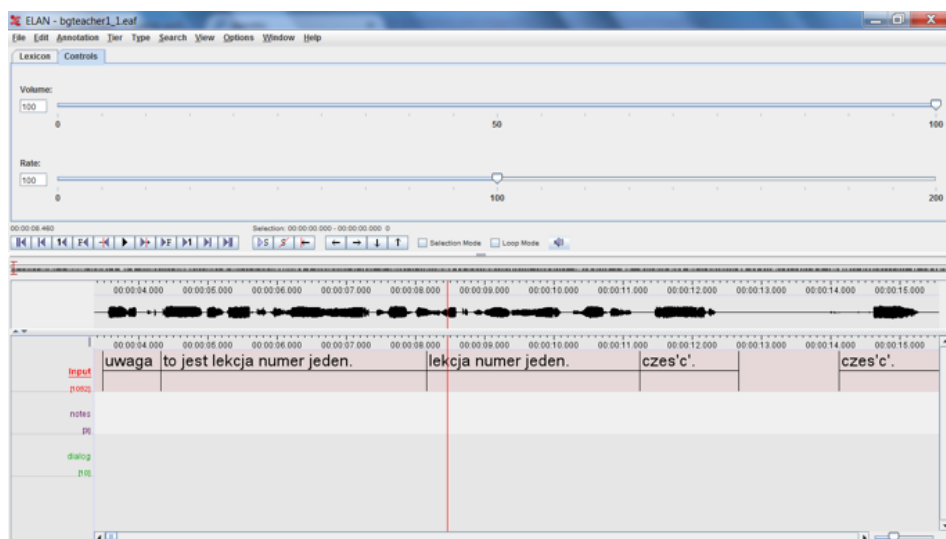 ELAN - bgteacher1_1.eaf
File Edit Annotation Tier Type Search View Options Window Help
Lexicon Controls
Volume:
100
0 50 100
Rate:
100
0 100 200
00:00:08.460 Selection: 00:00:00.000 - 00:00:00.000 0
Selection Mode Loop Mode
00:00:04.000 00:00:05.000 00:00:06.000 00:00:07.000 00:00:08.000 00:00:09.000 00:00:10.000 00:00:11.000 00:00:12.000 00:00:13.000 00:00:14.000 00:00:15.000
00:00:04.000 00:00:05.000 00:00:06.000 00:00:07.000 00:00:08.000 00:00:09.000 00:00:10.000 00:00:11.000 00:00:12.000 00:00:13.000 00:00:14.000 00:00:15.000
uwaga to jest lekcja numer jeden. lekcja numer jeden. czes'c'. czes'c'.
Input
[1052]
notes
dialog